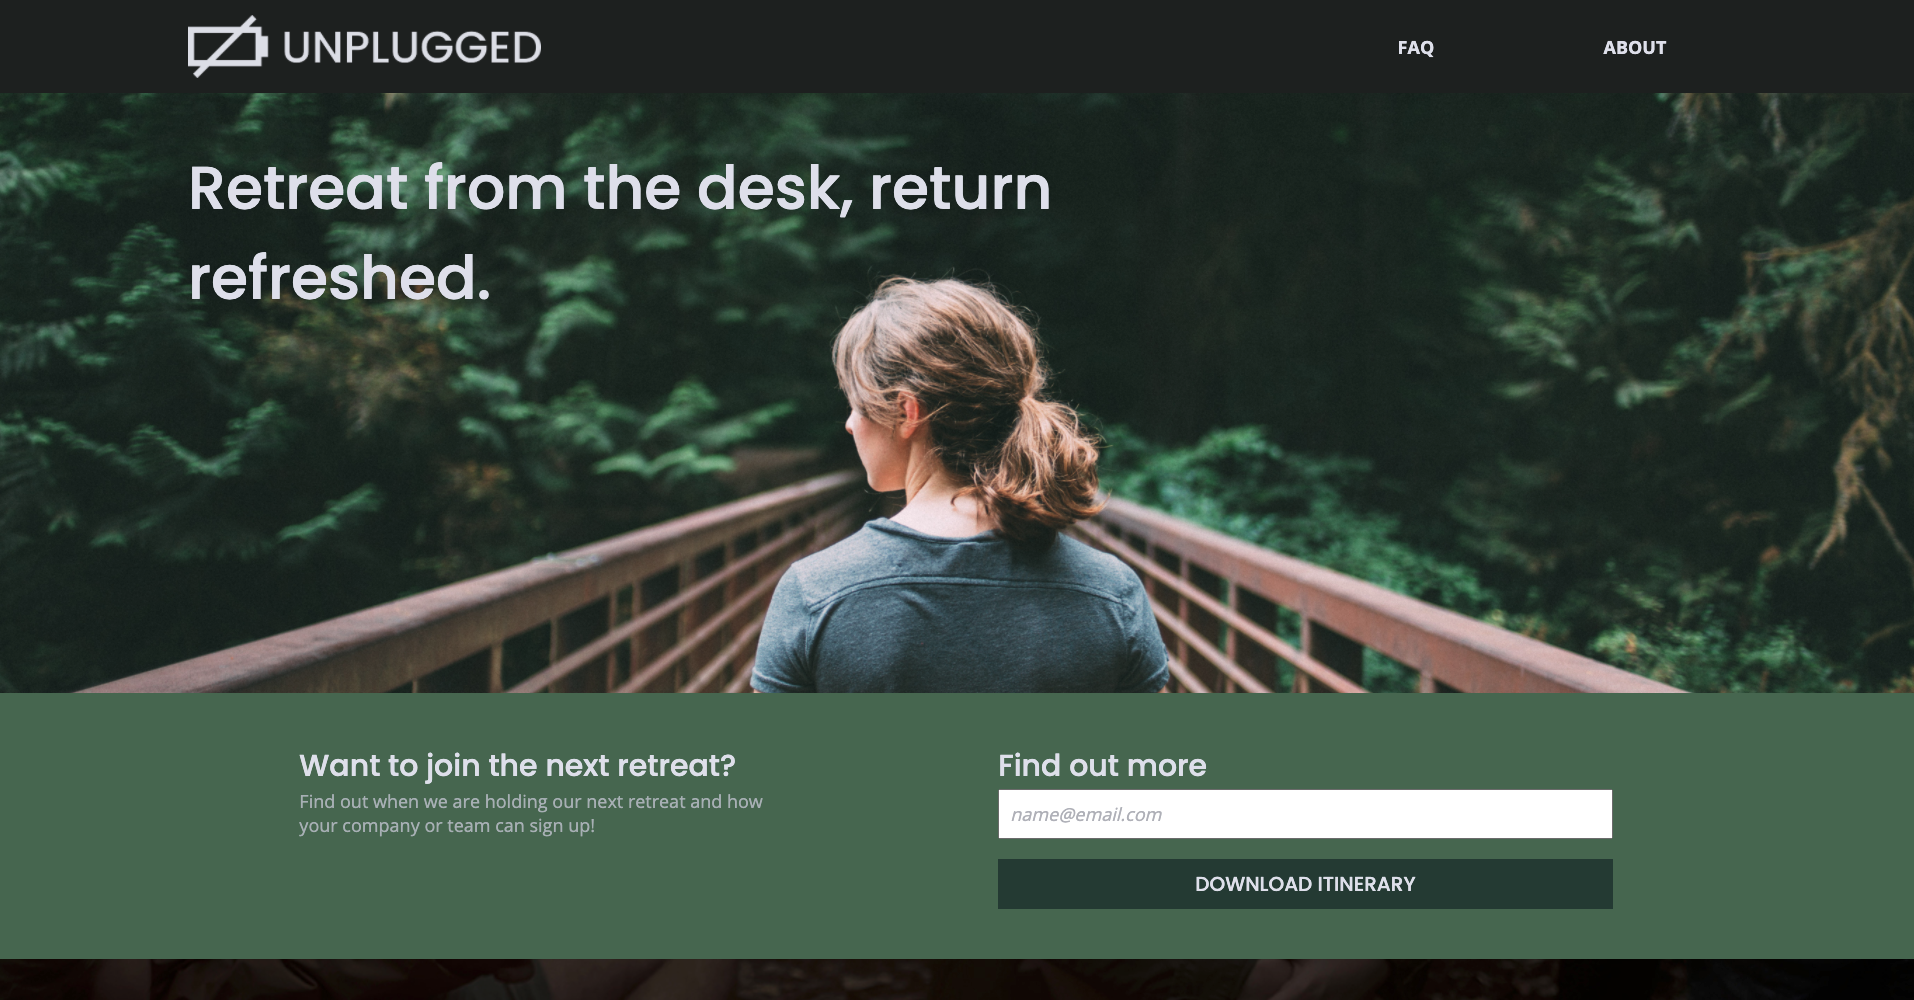 UNPLUGGED
FAQ
ABOUT
Retreat from the desk, return
refreshed.
Want to join the next retreat?
Find out when we are holding our next retreat and how
your company or team can sign up!
Find out more
name@email.com
DOWNLOAD ITINERARY